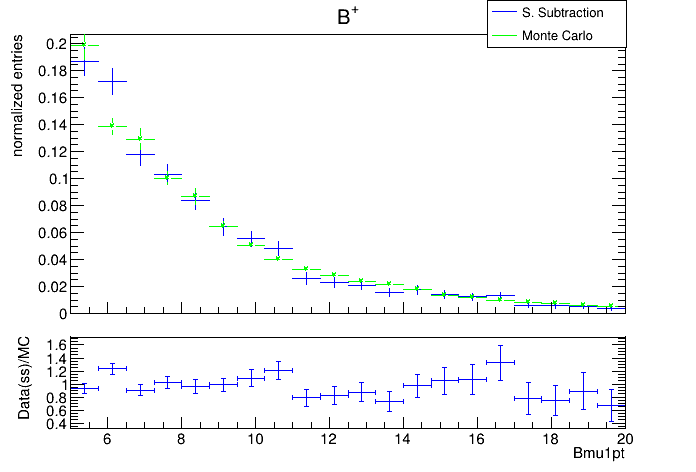 B+
S. Subtraction
Monte Carlo
normalized entries
0.2
0.18
0.16
0.14
0.12
0.1
0.08
0.06
0.04
0.02
0
Data(ss)/MC
1.6
1.4
1.2
1
0.8
0.6
0.4
6 8 10 12 14 16 18 20
Bmu1pt